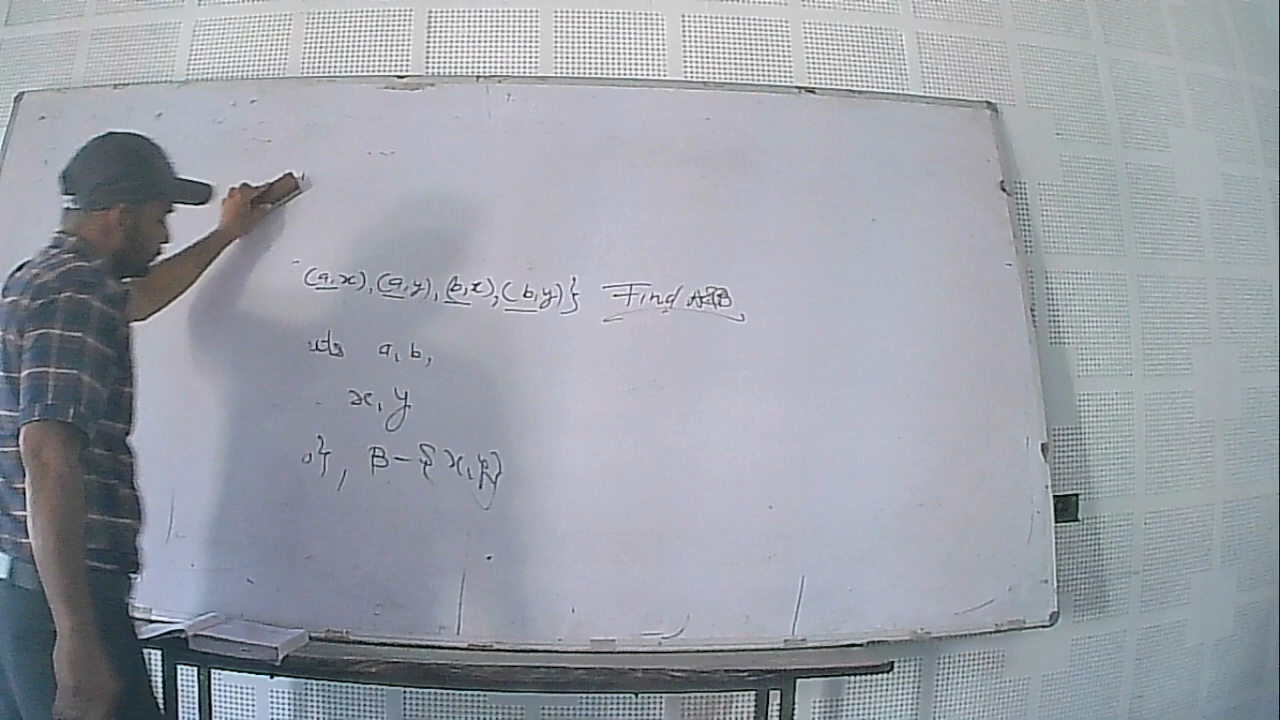 (a,x),(a,y),(b,x),(b,y)} Find A&B
a, b,
x, y
}, B-{x,y}